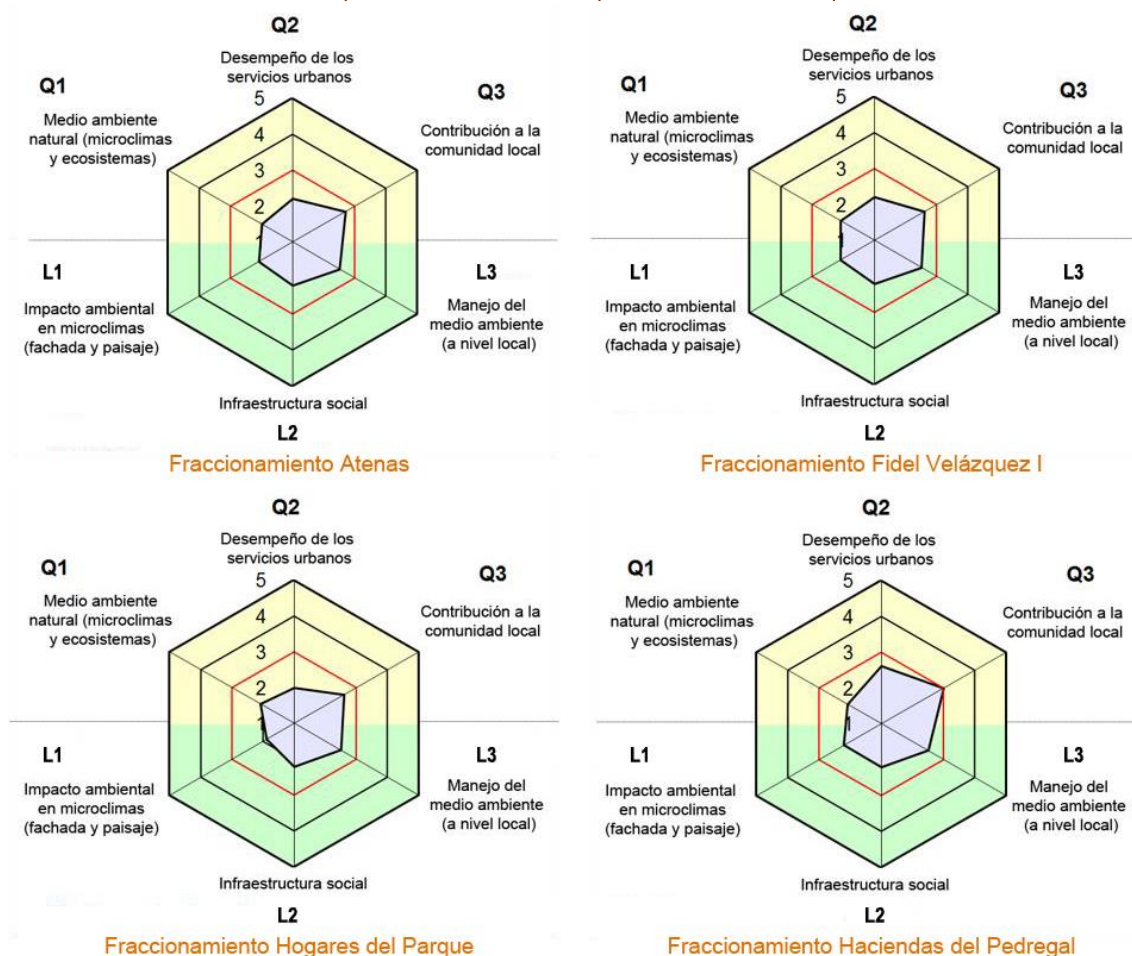 Q2
Desempeño de los
servicios urbanos
Q1
Medio ambiente
natural (microclimas
y ecosistemas)
Q3
Contribución a la
comunidad local
5
4
3
2
1
L1
Impacto ambiental
en microclimas
(fachada y paisaje)
L3
Manejo del
medio ambiente
(a nivel local)
Infraestructura social
L2
Fraccionamiento Atenas
Q2
Desempeño de los
servicios urbanos
Q1
Medio ambiente
natural (microclimas
y ecosistemas)
Q3
Contribución a la
comunidad local
5
4
3
2
1
L1
Impacto ambiental
en microclimas
(fachada y paisaje)
L3
Manejo del
medio ambiente
(a nivel local)
Infraestructura social
L2
Fraccionamiento Fidel Velázquez I
Q2
Desempeño de los
servicios urbanos
Q1
Medio ambiente
natural (microclimas
y ecosistemas)
Q3
Contribución a la
comunidad local
5
4
3
2
1
L1
Impacto ambiental
en microclimas
(fachada y paisaje)
L3
Manejo del
medio ambiente
(a nivel local)
Infraestructura social
L2
Fraccionamiento Hogares del Parque
Q2
Desempeño de los
servicios urbanos
Q1
Medio ambiente
natural (microclimas
y ecosistemas)
Q3
Contribución a la
comunidad local
5
4
3
2
1
L1
Impacto ambiental
en microclimas
(fachada y paisaje)
L3
Manejo del
medio ambiente
(a nivel local)
Infraestructura social
L2
Fraccionamiento Haciendas del Pedregal